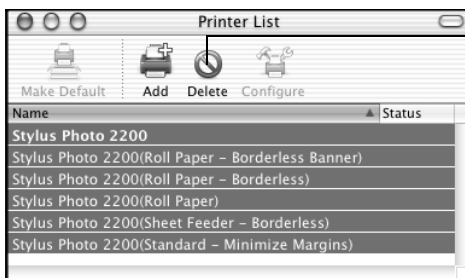 Printer List
Make Default Add Delete Configure
Name Status
Stylus Photo 2200
Stylus Photo 2200(Roll Paper – Borderless Banner)
Stylus Photo 2200(Roll Paper – Borderless)
Stylus Photo 2200(Roll Paper)
Stylus Photo 2200(Sheet Feeder – Borderless)
Stylus Photo 2200(Standard – Minimize Margins)